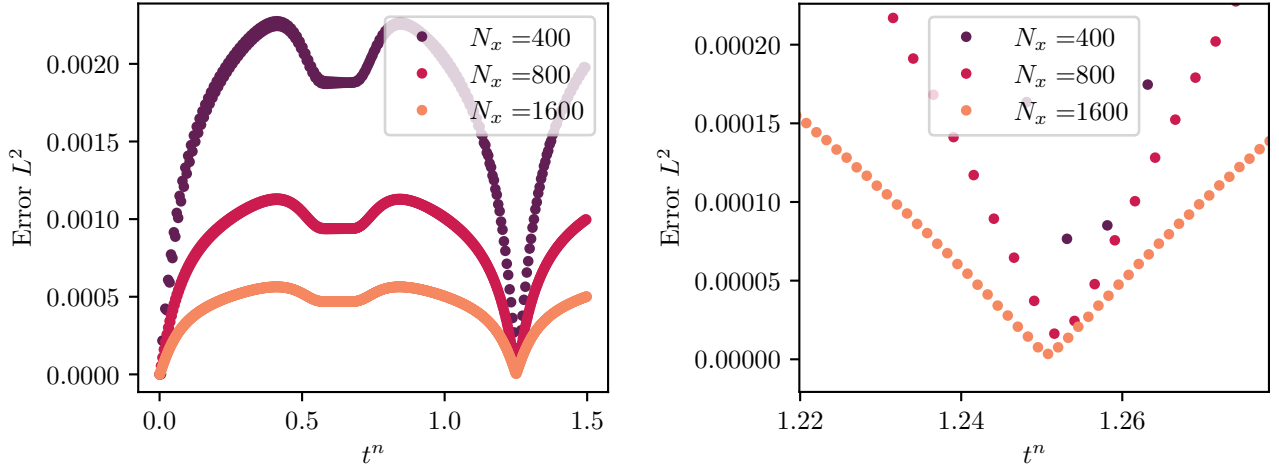 0.0020
0.0015
0.0010
0.0005
0.0000
Error L²
0.0
0.5
1.0
1.5
tⁿ
Nₓ =400
Nₓ =800
Nₓ =1600
0.00020
0.00015
0.00010
0.00005
0.00000
Error L²
1.22
1.24
1.26
tⁿ
Nₓ =400
Nₓ =800
Nₓ =1600